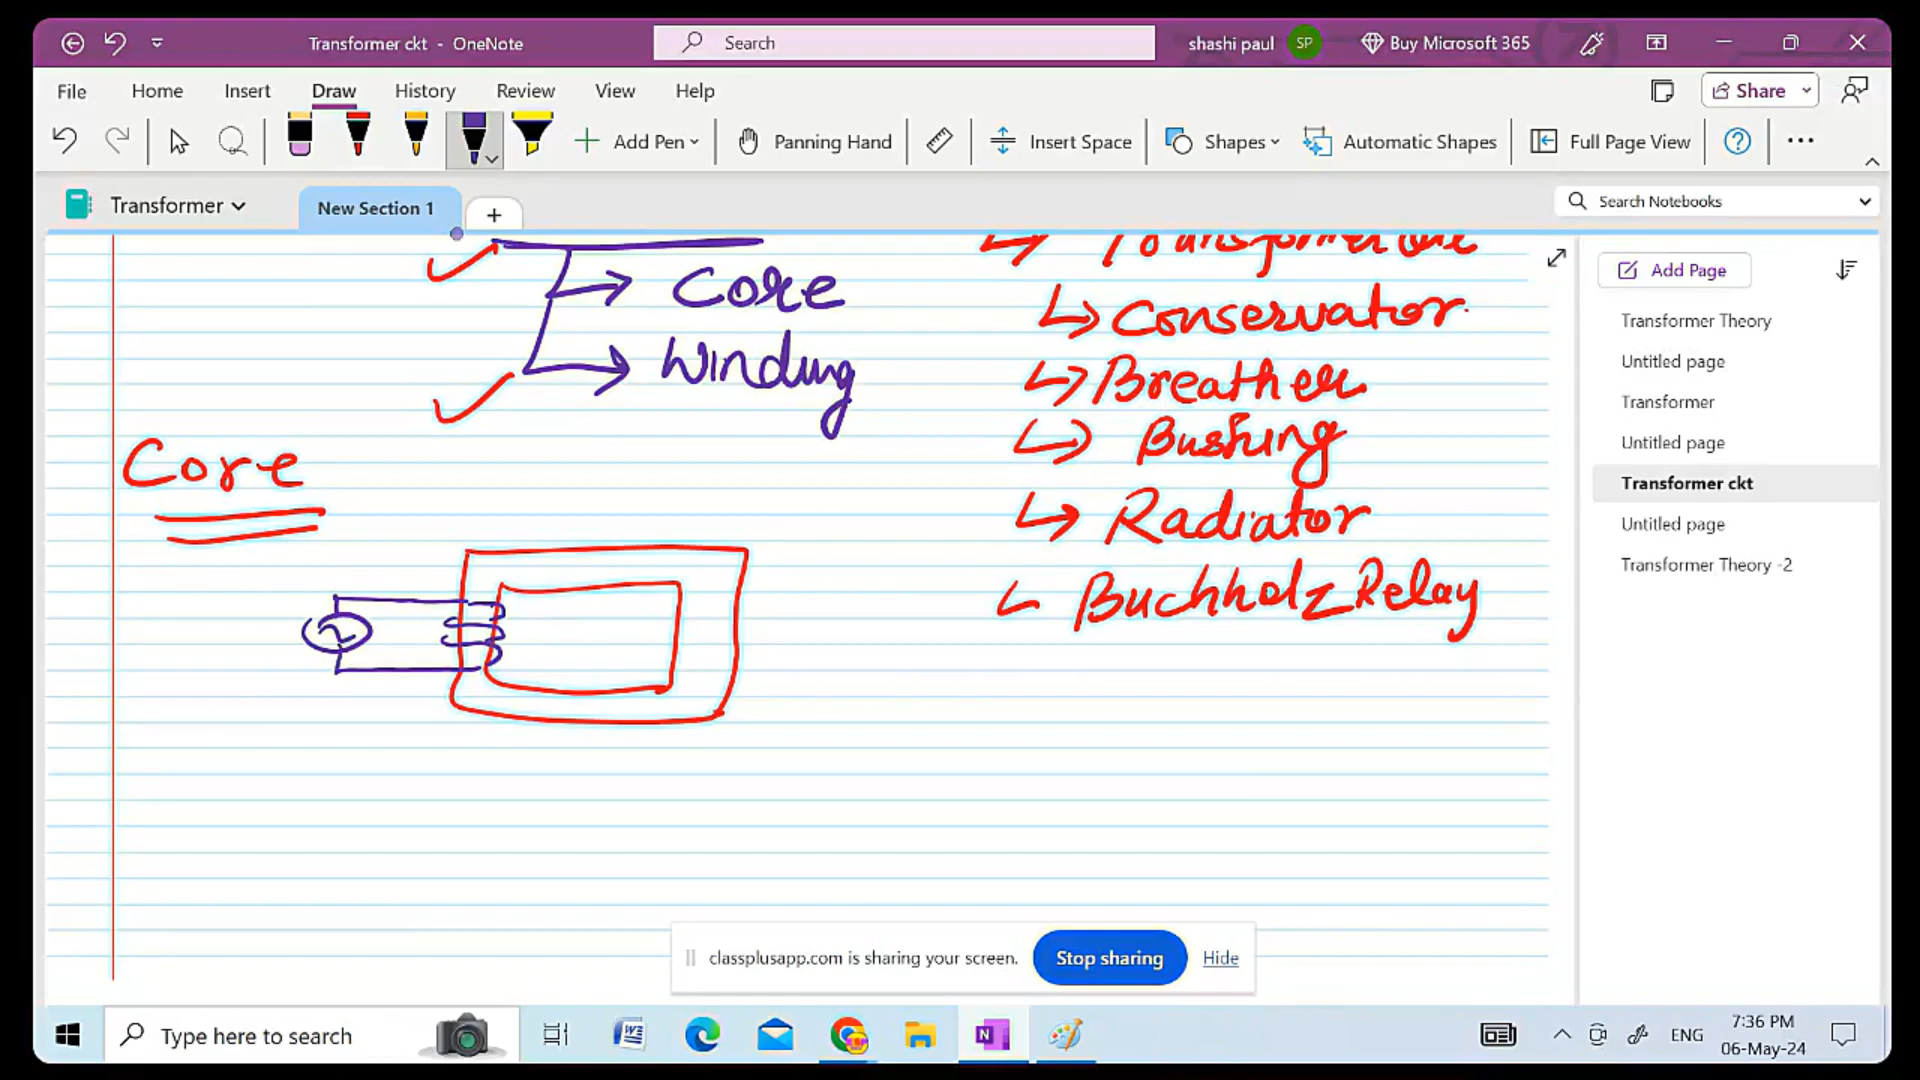 Transformer ckt - OneNote
Search
shashi paul SP
Buy Microsoft 365
File Home Insert Draw History Review View Help
Share
Add Pen
Panning Hand
Insert Space
Shapes
Automatic Shapes
Full Page View
Transformer
New Section 1
Search Notebooks
Core
Winding
Core
Conservator
Breather
Bushing
Radiator
Buchholz Relay
Add Page
Transformer Theory
Untitled page
Transformer
Untitled page
Transformer ckt
Untitled page
Transformer Theory -2
classplusapp.com is sharing your screen.
Stop sharing
Hide
Type here to search
ENG
7:36 PM
06-May-24